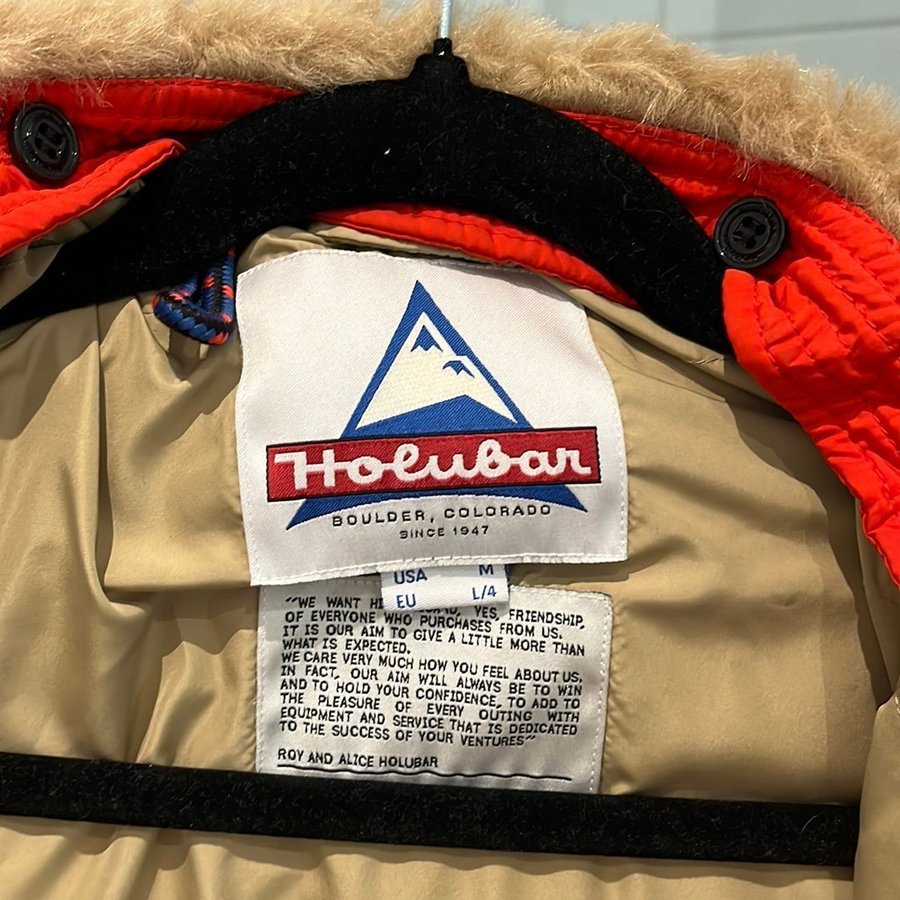 Holubar
BOULDER, COLORADO
SINCE 1947
USA M
EU L/4
"WE WANT YES, FRIENDSHIP,
OF EVERYONE WHO PURCHASES FROM US.
IT IS OUR AIM TO GIVE A LITTLE MORE THAN
WHAT IS EXPECTED.
WE CARE VERY MUCH HOW YOU FEEL ABOUT US.
IN FACT, OUR AIM WILL ALWAYS BE TO WIN
AND TO HOLD YOUR CONFIDENCE, TO ADD TO
THE PLEASURE OF EVERY OUTING WITH
EQUIPMENT AND SERVICE THAT IS DEDICATED
TO THE SUCCESS OF YOUR VENTURES"
ROY AND ALICE HOLUBAR